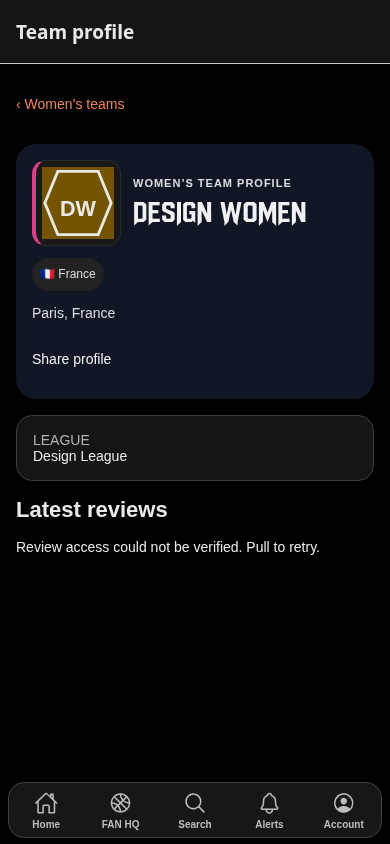 Team profile
‹ Women's teams
DW
WOMEN'S TEAM PROFILE
DESIGN WOMEN
🇫🇷 France
Paris, France
Share profile
LEAGUE
Design League
Latest reviews
Review access could not be verified. Pull to retry.
Home
FAN HQ
Search
Alerts
Account